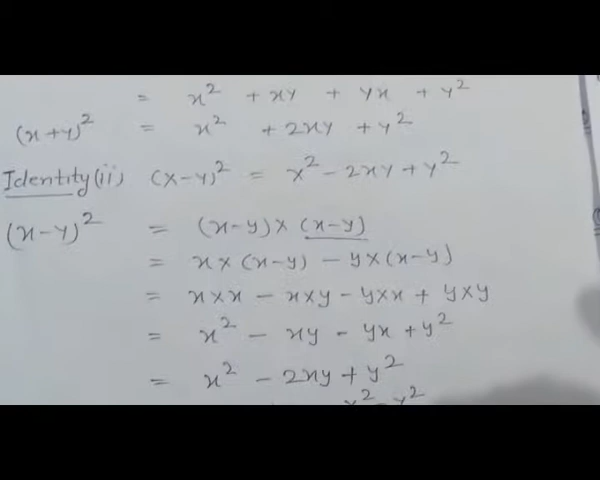 = x² + xy + yx + y²
(x+y)² = x² + 2xy + y²
Identity(ii) (x-y)² = x² - 2xy + y²
(x-y)² = (x-y) × (x-y)
= x × (x-y) - y × (x-y)
= x × x - x × y - y × x + y × y
= x² - xy - yx + y²
= x² - 2xy + y²